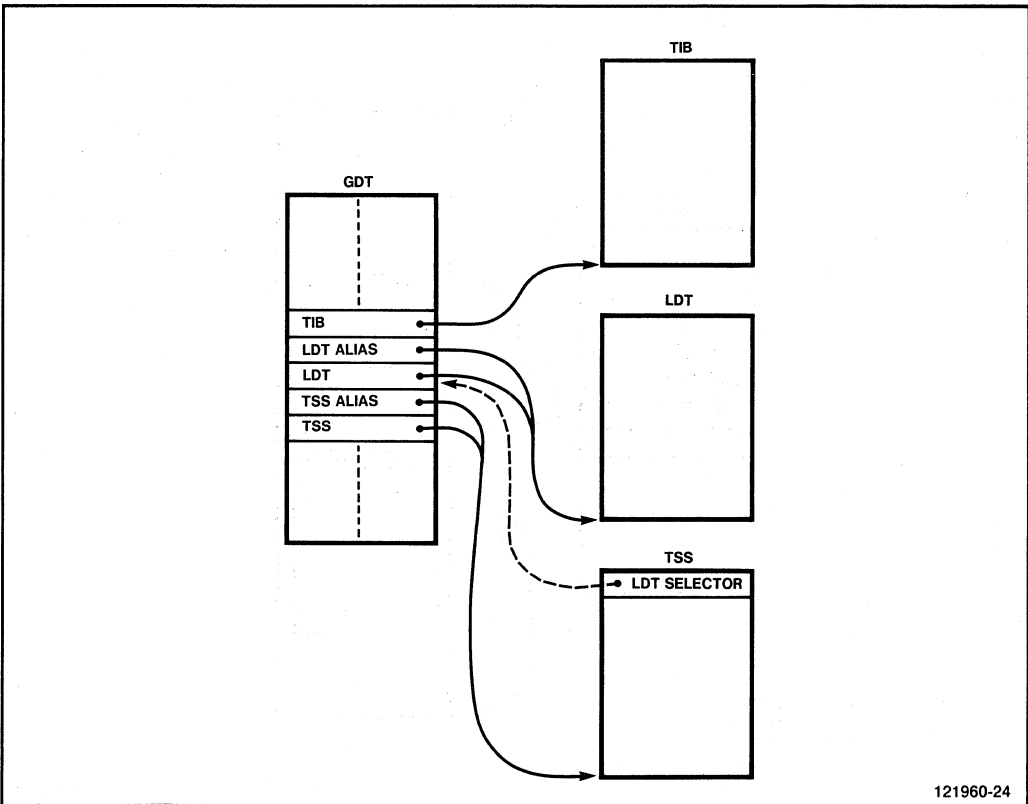 TIB
GDT
TIB
LDT ALIAS
LDT
TSS ALIAS
TSS
LDT
TSS
LDT SELECTOR
121960-24